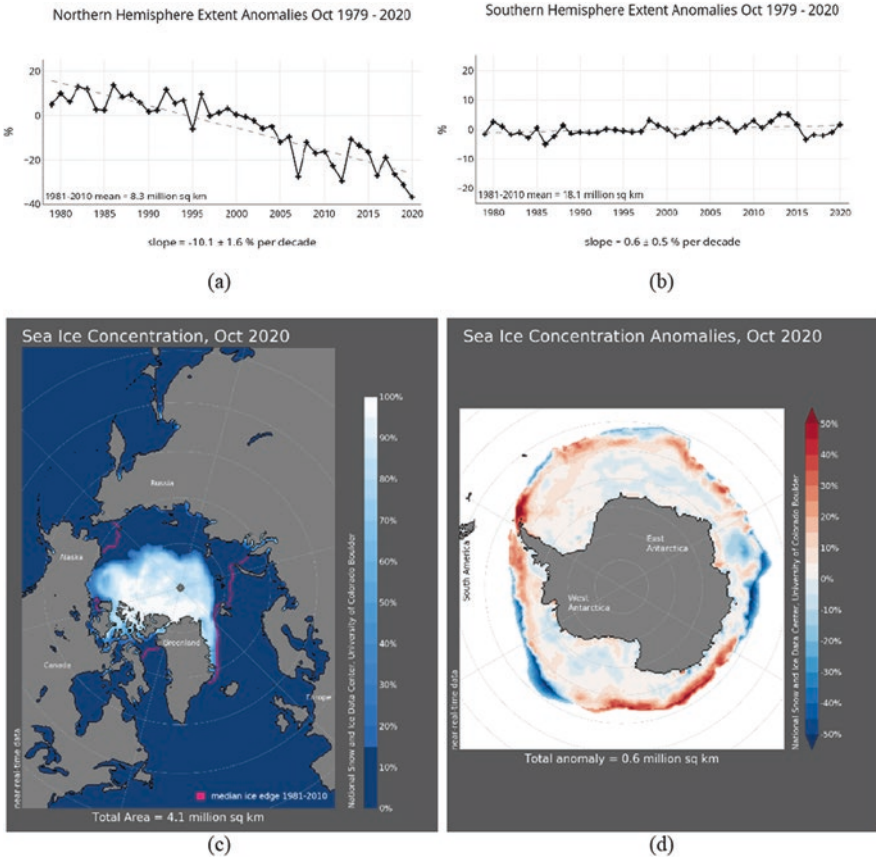 Northern Hemisphere Extent Anomalies Oct 1979 - 2020
20
0
-20
-40
%
1981-2010 mean = 8.3 million sq km
1980 1985 1990 1995 2000 2005 2010 2015 2020
slope = -10.1 ± 1.6 % per decade
(a)
Southern Hemisphere Extent Anomalies Oct 1979 - 2020
20
10
0
-10
-20
%
1981-2010 mean = 18.1 million sq km
1980 1985 1990 1995 2000 2005 2010 2015 2020
slope = 0.6 ± 0.5 % per decade
(b)
Sea Ice Concentration, Oct 2020
Russia
Alaska
Greenland
Canada
Europe
near real-time data
median ice edge 1981-2010
Total Area = 4.1 million sq km
100%
90%
80%
70%
60%
50%
40%
30%
20%
10%
0%
National Snow and Ice Data Center, University of Colorado Boulder
(c)
Sea Ice Concentration Anomalies, Oct 2020
South America
East
Antarctica
West
Antarctica
near real-time data
Total anomaly = 0.6 million sq km
50%
40%
30%
20%
10%
0%
-10%
-20%
-30%
-40%
-50%
National Snow and Ice Data Center, University of Colorado Boulder
(d)